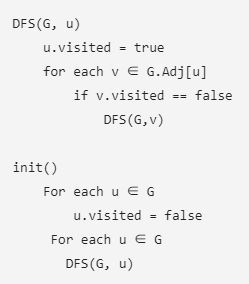 DFS(G, u)
    u.visited = true
    for each v ∈ G.Adj[u]
        if v.visited == false
            DFS(G,v)

init()
    For each u ∈ G
        u.visited = false
     For each u ∈ G
       DFS(G, u)